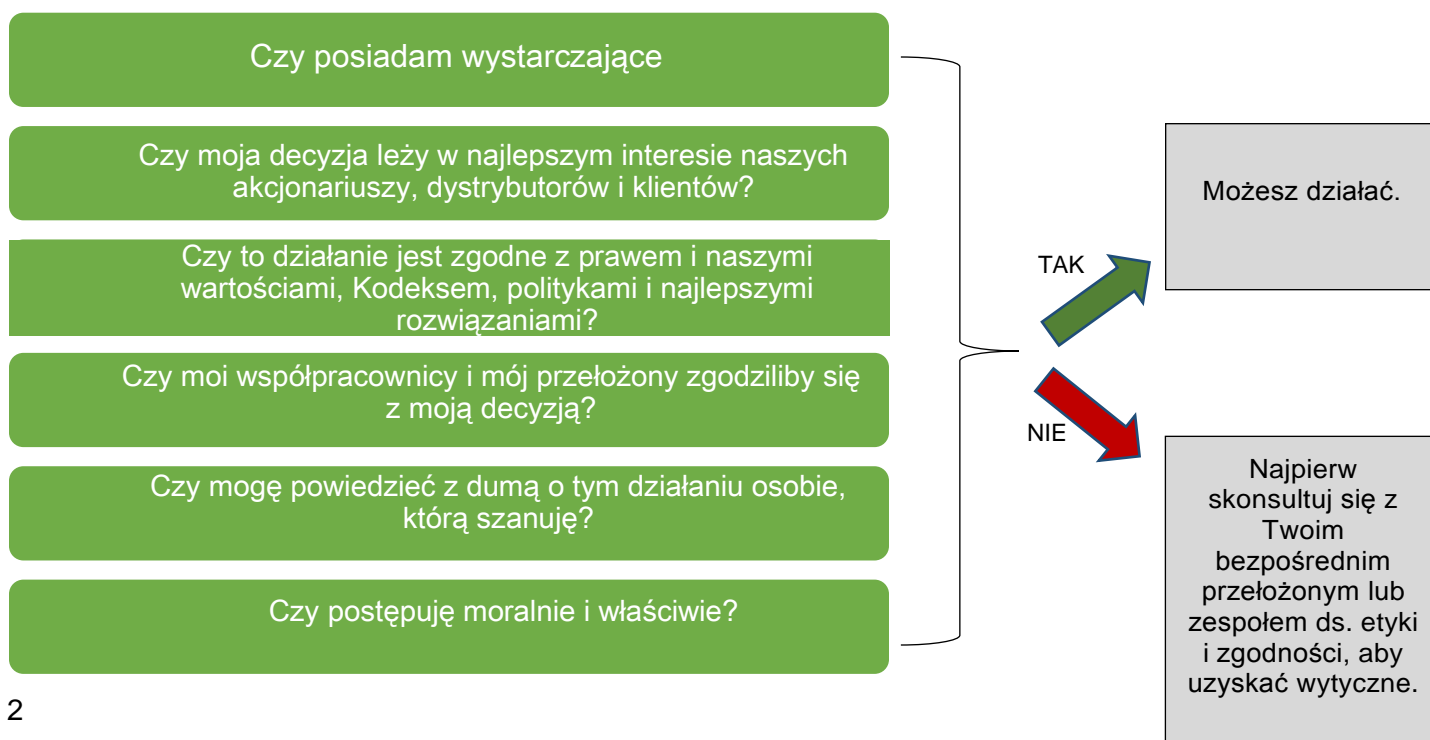 Czy posiadam wystarczające
Czy moja decyzja leży w najlepszym interesie naszych
akcjonariuszy, dystrybutorów i klientów?
Czy to działanie jest zgodne z prawem i naszymi
wartościami, Kodeksem, politykami i najlepszymi
rozwiązaniami?
Czy moi współpracownicy i mój przełożony zgodziliby się
z moją decyzją?
Czy mogę powiedzieć z dumą o tym działaniu osobie,
którą szanuję?
Czy postępuję moralnie i właściwie?
TAK
Możesz działać.
NIE
Najpierw
skonsultuj się z
Twoim
bezpośrednim
przełożonym lub
zespołem ds. etyki
i zgodności, aby
uzyskać wytyczne.
2